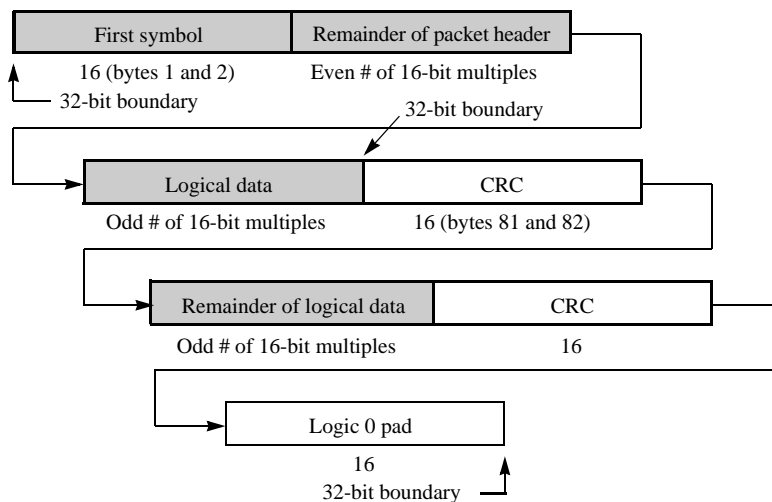 First symbol Remainder of packet header
16 (bytes 1 and 2) Even # of 16-bit multiples
32-bit boundary
32-bit boundary
Logical data CRC
Odd # of 16-bit multiples 16 (bytes 81 and 82)
Remainder of logical data CRC
Odd # of 16-bit multiples 16
Logic 0 pad
16
32-bit boundary